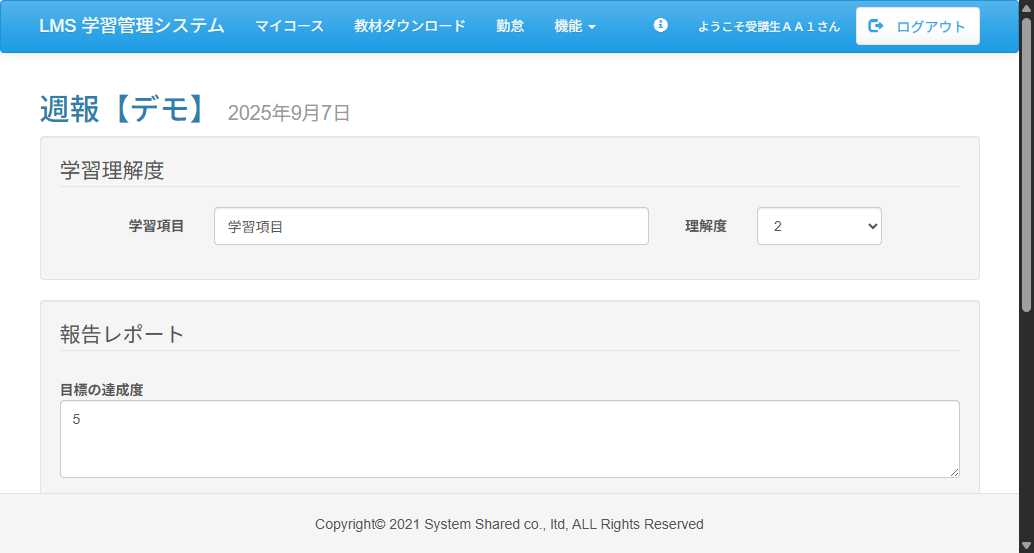 LMS 学習管理システム マイコース 教材ダウンロード 勤怠 機能 ようこそ受講生ＡＡ１さん ログアウト
週報【デモ】 2025年9月7日
学習理解度
学習項目 学習項目 理解度 2
報告レポート
目標の達成度
5
Copyright© 2021 System Shared co., ltd, ALL Rights Reserved